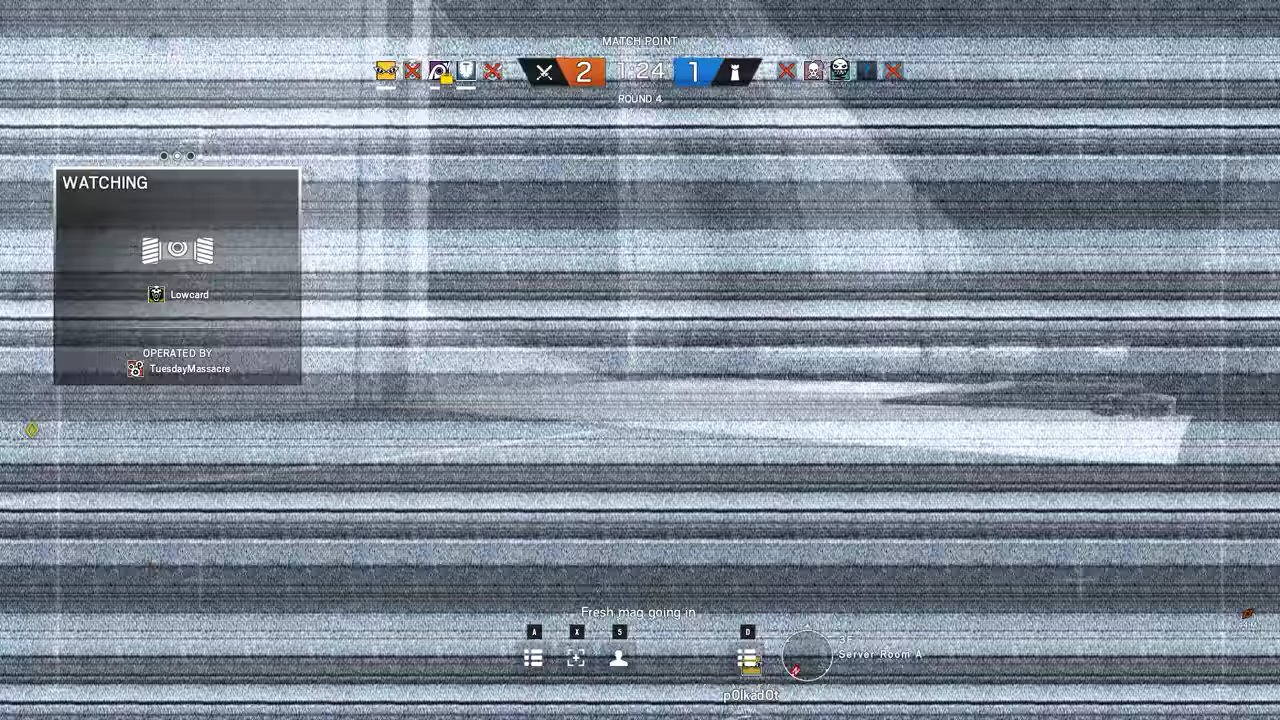 MATCH POINT
2 1:24 1
ROUND 4
WATCHING
Lowcard
OPERATED BY
TuesdayMassacre
Fresh mag going in
A X 5 D
3F
Server Room A
N
p0lkad0t